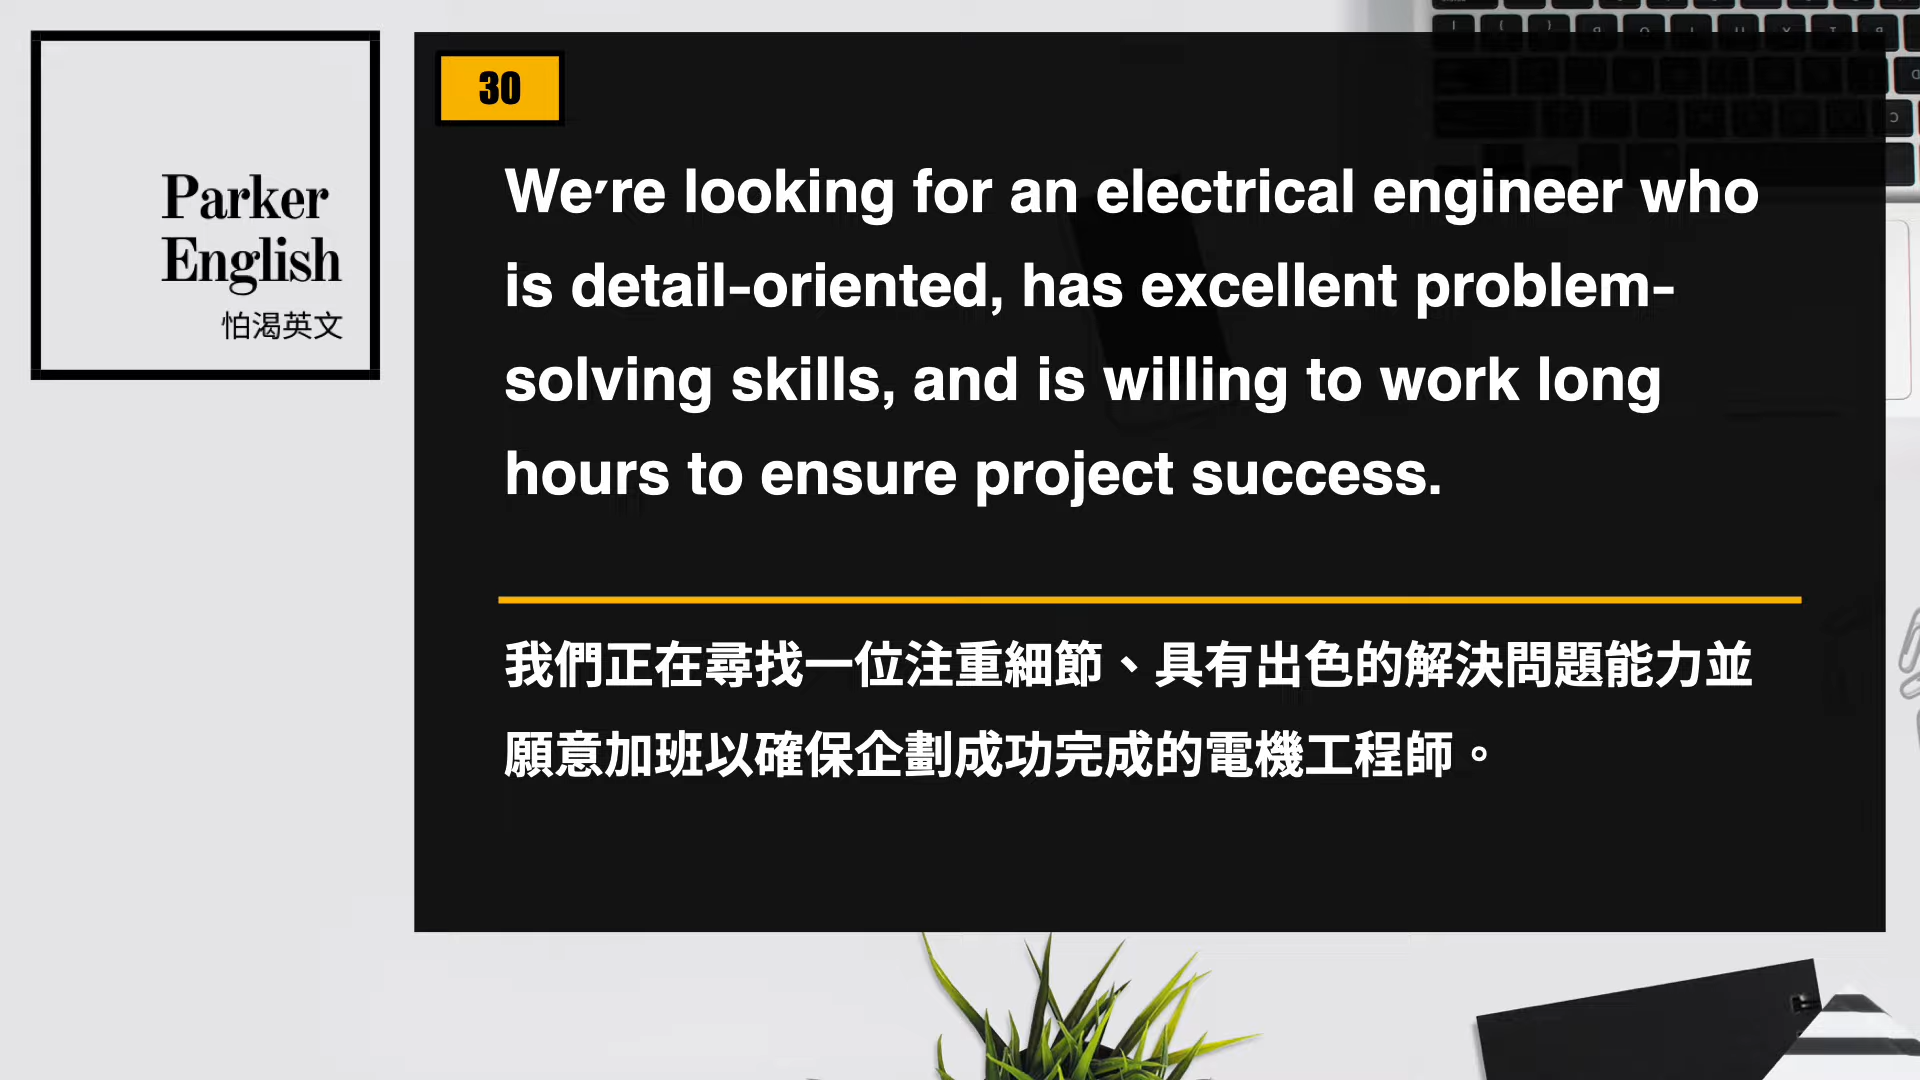 Parker
English
怕渴英文
30
We′re looking for an electrical engineer who
is detail-oriented, has excellent problem-
solving skills, and is willing to work long
hours to ensure project success.
我們正在尋找一位注重細節、具有出色的解決問題能力並
願意加班以確保企劃成功完成的電機工程師。